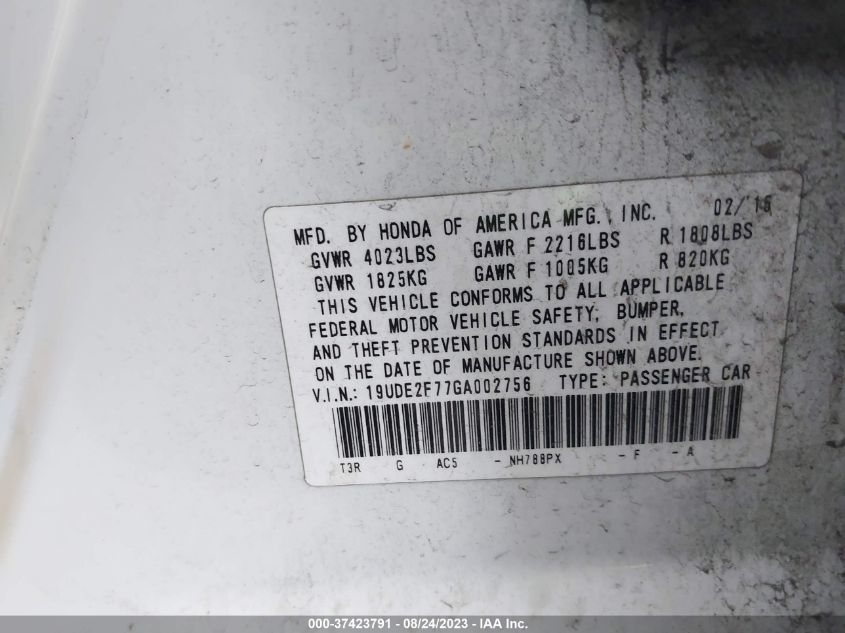 MFD. BY HONDA OF AMERICA MFG., INC. 02/16
GVWR 4023LBS GAWR F 2216LBS R 1808LBS
GVWR 1825KG GAWR F 1005KG R 820KG
THIS VEHICLE CONFORMS TO ALL APPLICABLE
FEDERAL MOTOR VEHICLE SAFETY, BUMPER,
AND THEFT PREVENTION STANDARDS IN EFFECT
ON THE DATE OF MANUFACTURE SHOWN ABOVE.
V.I.N.: 19UDE2F77GA002756 TYPE: PASSENGER CAR
T3R G AC5 - NH788PX - F - A
000-37423791 - 08/24/2023 - IAA Inc.